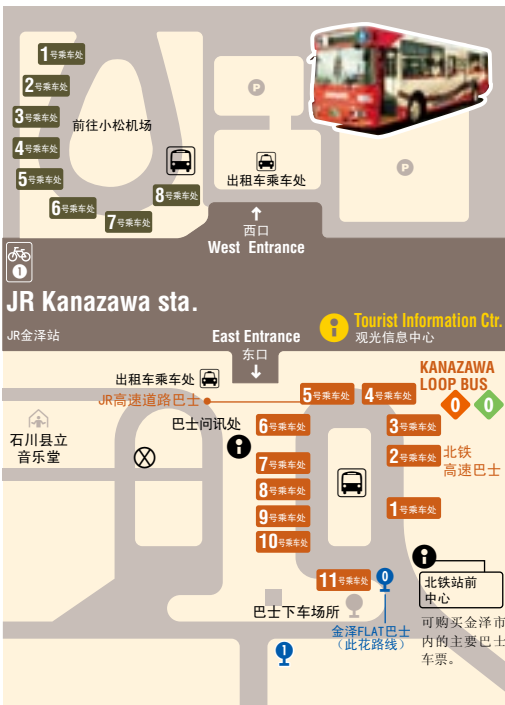 1号乘车处
2号乘车处
3号乘车处
前往小松机场
4号乘车处
5号乘车处
6号乘车处
7号乘车处
8号乘车处
P
出租车乘车处
P
西口
West Entrance
1
JR Kanazawa sta.
JR金泽站
East Entrance
东口
Tourist Information Ctr.
观光信息中心
出租车乘车处
JR高速道路巴士
KANAZAWA
LOOP BUS
0
0
5号乘车处
4号乘车处
石川县立
音乐堂
巴士问讯处
6号乘车处
3号乘车处
7号乘车处
2号乘车处
北铁
高速巴士
8号乘车处
1号乘车处
9号乘车处
10号乘车处
11号乘车处
0
北铁站前
中心
巴士下车场所
金泽FLAT巴士
（此花路线）
可购买金泽市
内的主要巴士
车票。
1